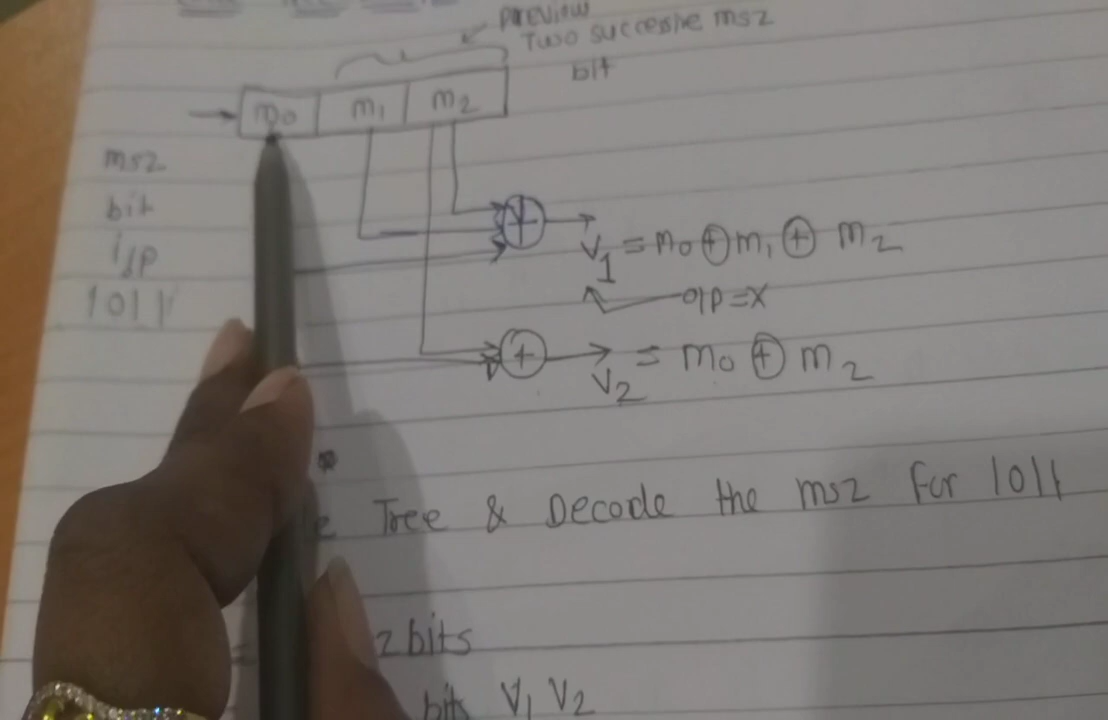 preview
Two successive msz
bit
m0 m1 m2
msz
bit
i/p
1011
V1 = m0 ⊕ m1 ⊕ m2
o/p = x
V2 = m0 ⊕ m2
Tree & Decode the msz for 1011
2 bits
bits V1 V2